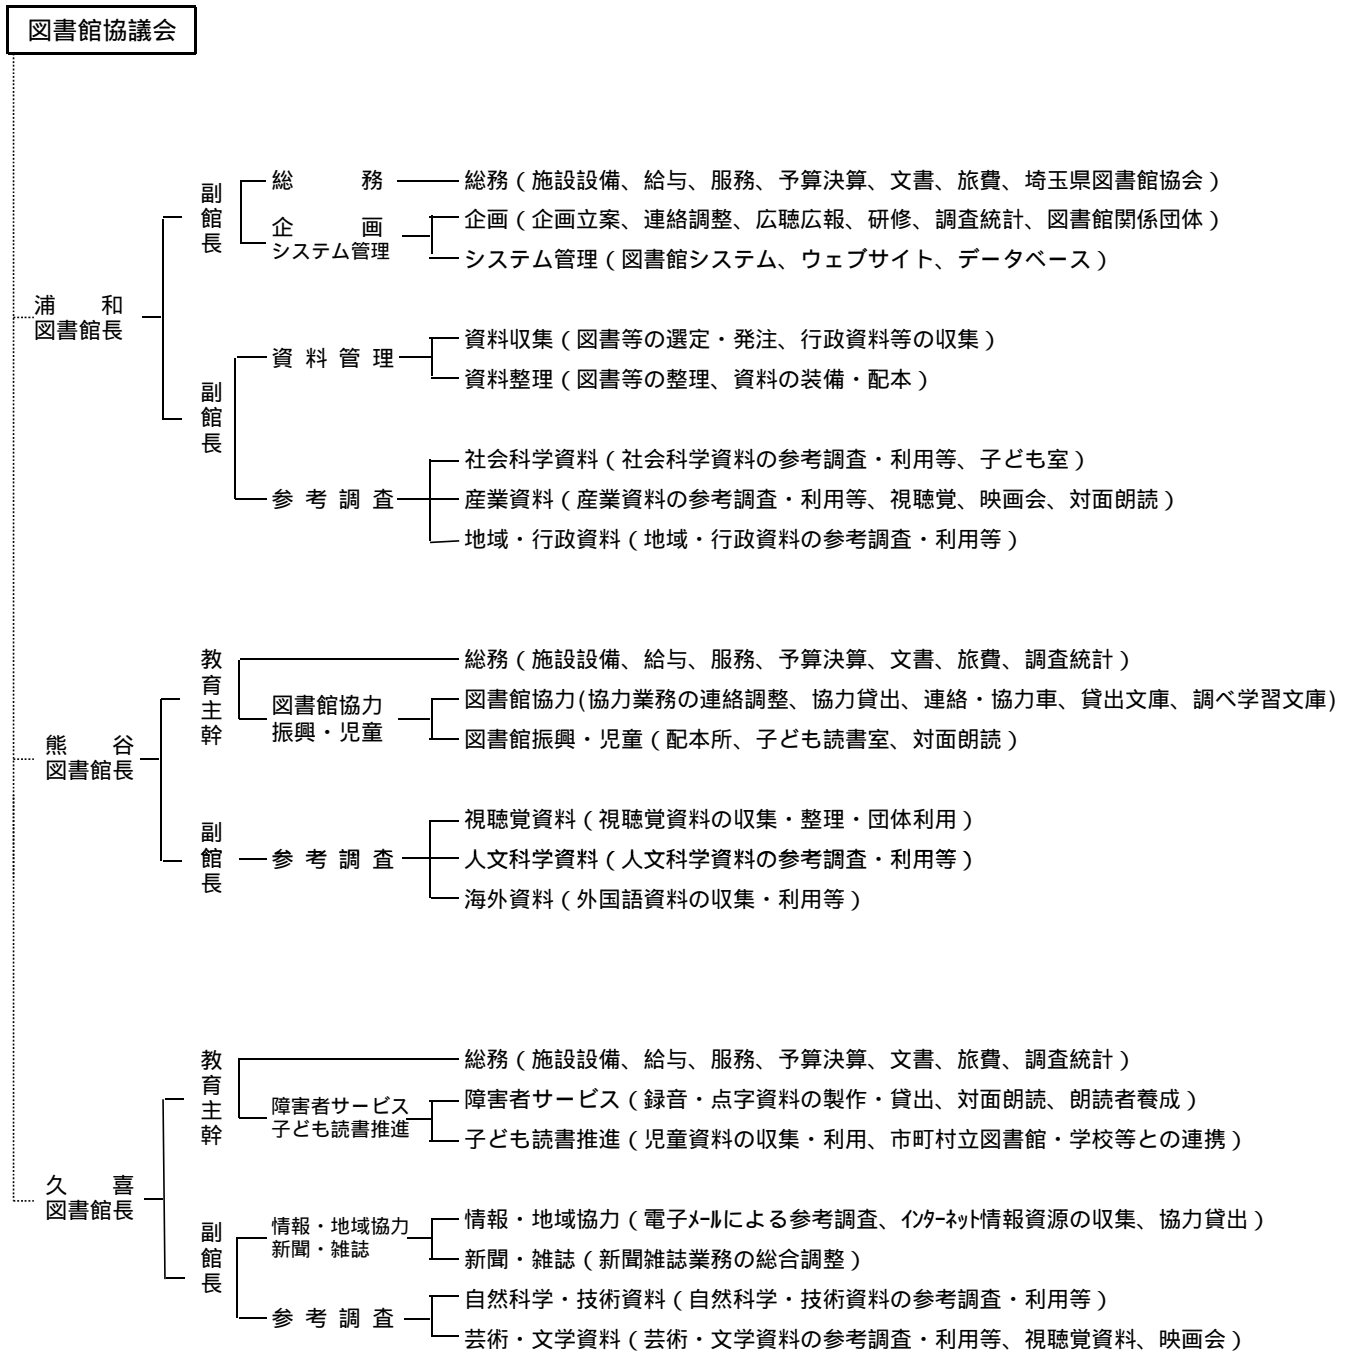 図書館協議会
浦和
図書館長
副館長
総務
総務（施設設備、給与、服務、予算決算、文書、旅費、埼玉県図書館協会）
企画
システム管理
企画（企画立案、連絡調整、広聴広報、研修、調査統計、図書館関係団体）
システム管理（図書館システム、ウェブサイト、データベース）
副館長
資料管理
資料収集（図書等の選定・発注、行政資料等の収集）
資料整理（図書等の整理、資料の装備・配本）
参考調査
社会科学資料（社会科学資料の参考調査・利用等、子ども室）
産業資料（産業資料の参考調査・利用等、視聴覚、映画会、対面朗読）
地域・行政資料（地域・行政資料の参考調査・利用等）
熊谷
図書館長
教育主幹
総務（施設設備、給与、服務、予算決算、文書、旅費、調査統計）
図書館協力
振興・児童
図書館協力(協力業務の連絡調整、協力貸出、連絡・協力車、貸出文庫、調べ学習文庫)
図書館振興・児童（配本所、子ども読書室、対面朗読）
副館長
参考調査
視聴覚資料（視聴覚資料の収集・整理・団体利用）
人文科学資料（人文科学資料の参考調査・利用等）
海外資料（外国語資料の収集・利用等）
久喜
図書館長
教育主幹
総務（施設設備、給与、服務、予算決算、文書、旅費、調査統計）
障害者サービス
子ども読書推進
障害者サービス（録音・点字資料の製作・貸出、対面朗読、朗読者養成）
子ども読書推進（児童資料の収集・利用、市町村立図書館・学校等との連携）
副館長
情報・地域協力
新聞・雑誌
情報・地域協力（電子ﾒｰﾙによる参考調査、ｲﾝﾀｰﾈｯﾄ情報資源の収集、協力貸出）
新聞・雑誌（新聞雑誌業務の総合調整）
参考調査
自然科学・技術資料（自然科学・技術資料の参考調査・利用等）
芸術・文学資料（芸術・文学資料の参考調査・利用等、視聴覚資料、映画会）